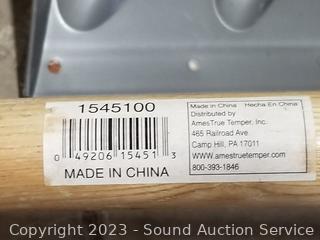 1545100
0 49206 15451 3
MADE IN CHINA
Made in China Hecha En China
Distributed by
AmesTrue Temper, Inc.
465 Railroad Ave.
Camp Hill, PA 17011
www.amestruetemper.com
800-393-1846
Copyright 2023 - Sound Auction Service